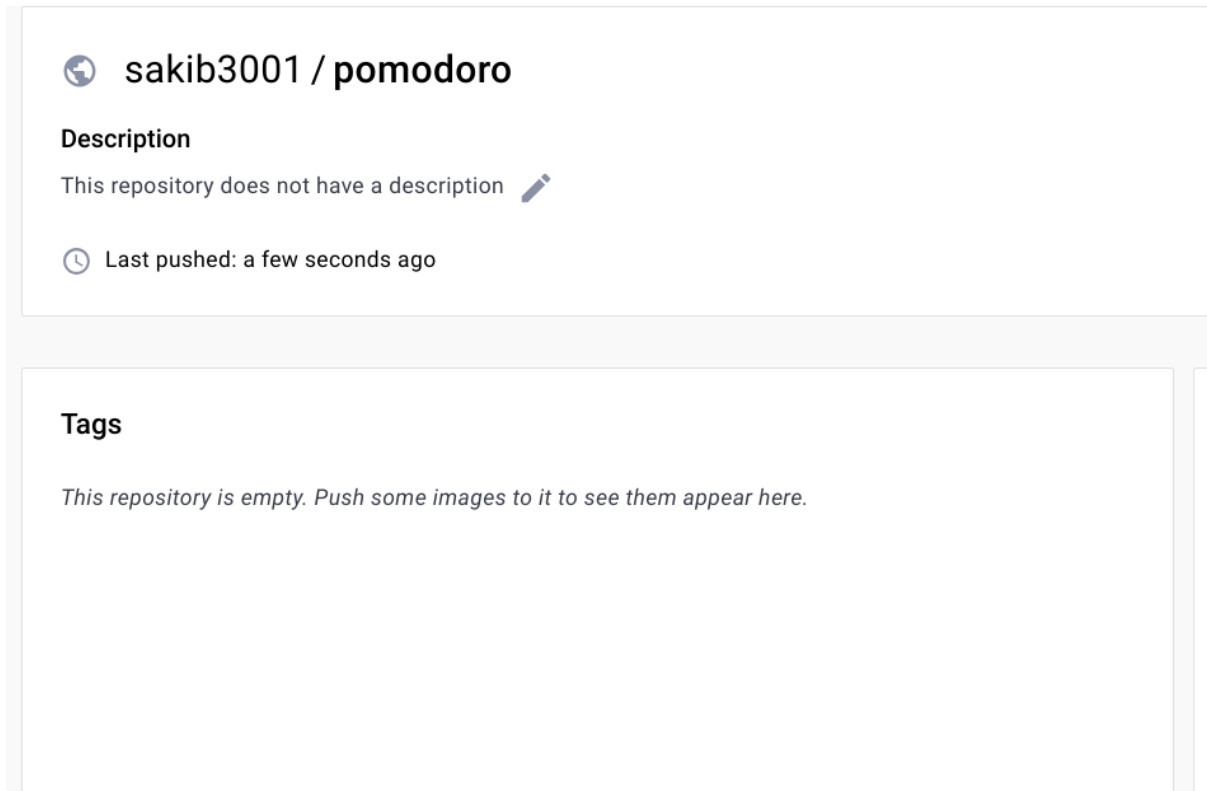 sakib3001 / pomodoro
Description
This repository does not have a description
Last pushed: a few seconds ago
Tags
This repository is empty. Push some images to it to see them appear here.